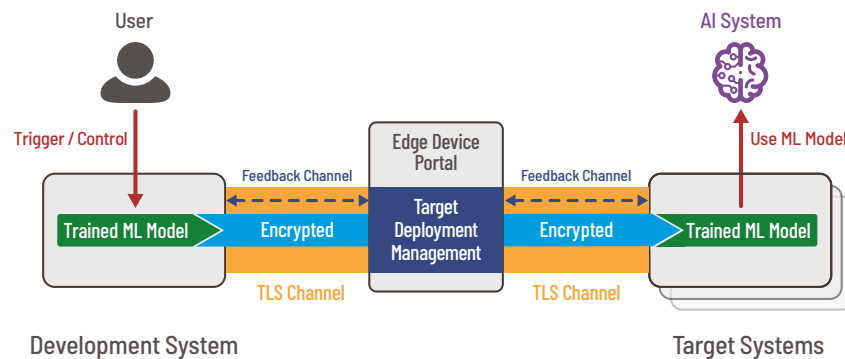 User
AI System
Trigger / Control
Edge Device
Portal
Use ML Model
Feedback Channel
Feedback Channel
Trained ML Model
Encrypted
Target
Deployment
Management
Encrypted
Trained ML Model
TLS Channel
TLS Channel
Development System
Target Systems